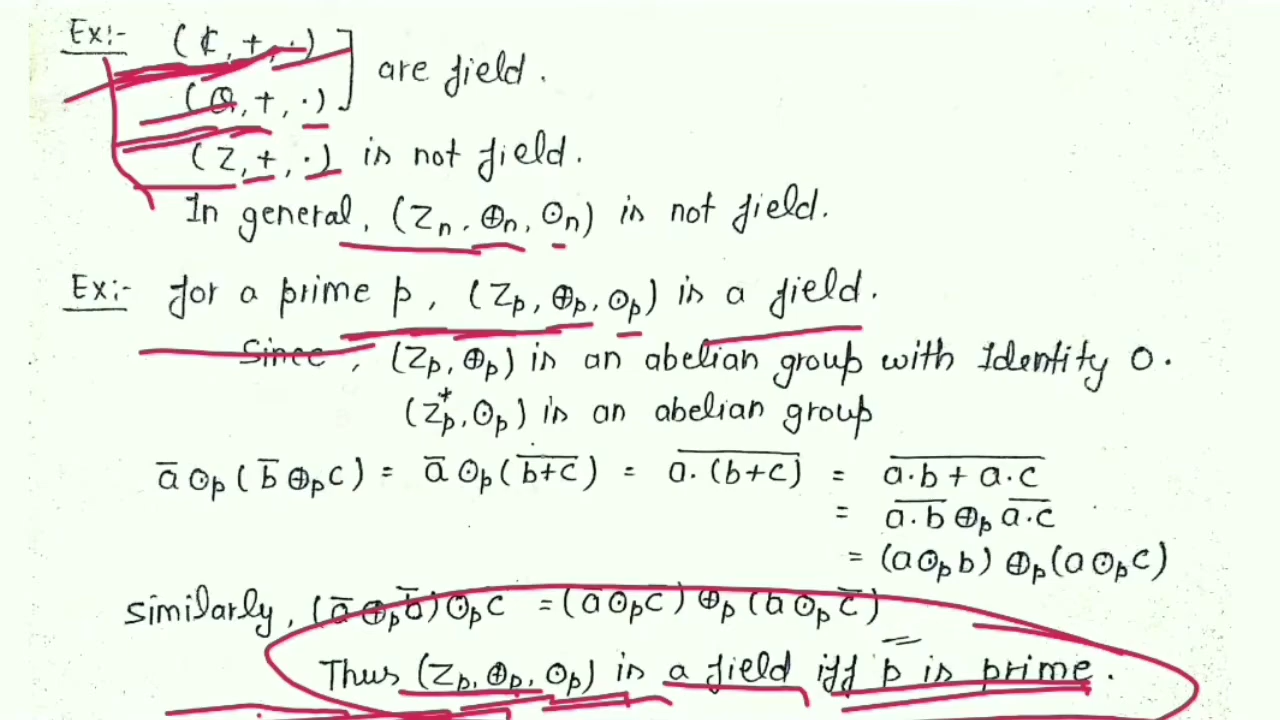 Ex:- (ℂ, +, ·)
(Q, +, ·) ] are field.
(Z, +, ·) is not field.
In general, (Zn, ⊕n, ⊙n) is not field.
Ex:- for a prime p, (Zp, ⊕p, ⊙p) is a field.
Since, (Zp, ⊕p) is an abelian group with Identity 0.
(Z*p, ⊙p) is an abelian group
a̅ ⊙p (b̅ ⊕p c) = a̅ ⊙p (b+c)̅ = a·(b+c)̅ = a·b + a·c̅
= a·b̅ ⊕p a·c̅
= (a⊙p b) ⊕p (a⊙p c)
Similarly, (a̅ ⊕p b̅) ⊙p c = (a̅ ⊙p c) ⊕p (b ⊙p c̅)
Thus (Zp, ⊕p, ⊙p) is a field iff p is prime.